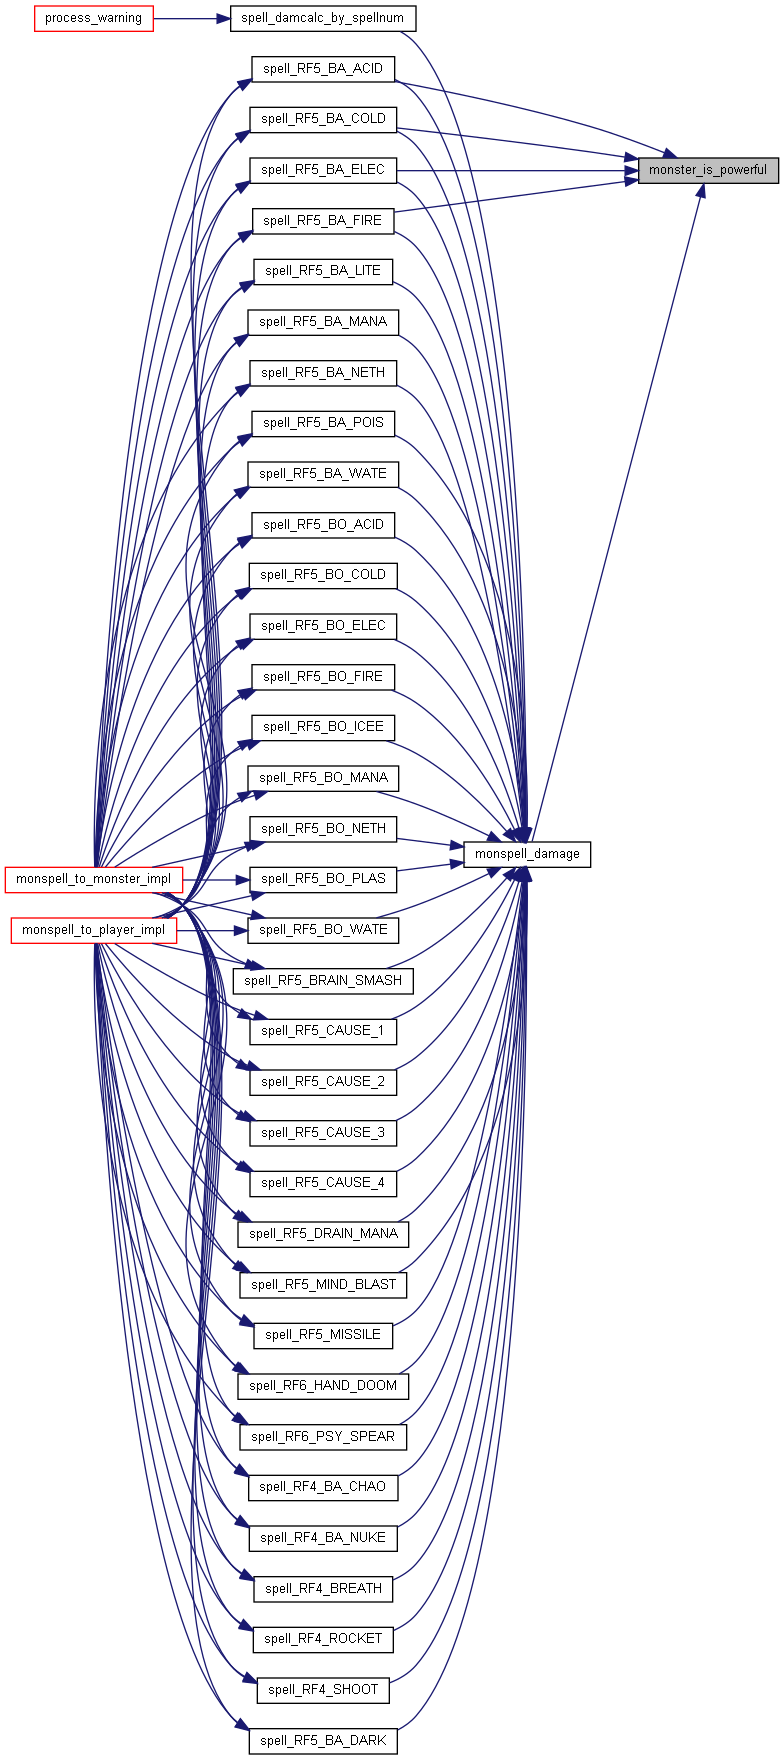 process_warning
spell_damcalc_by_spellnum
spell_RF5_BA_ACID
spell_RF5_BA_COLD
spell_RF5_BA_ELEC
monster_is_powerful
spell_RF5_BA_FIRE
spell_RF5_BA_LITE
spell_RF5_BA_MANA
spell_RF5_BA_NETH
spell_RF5_BA_POIS
spell_RF5_BA_WATE
spell_RF5_BO_ACID
spell_RF5_BO_COLD
spell_RF5_BO_ELEC
spell_RF5_BO_FIRE
spell_RF5_BO_ICEE
spell_RF5_BO_MANA
spell_RF5_BO_NETH
monspell_damage
monspell_to_monster_impl
spell_RF5_BO_PLAS
monspell_to_player_impl
spell_RF5_BO_WATE
spell_RF5_BRAIN_SMASH
spell_RF5_CAUSE_1
spell_RF5_CAUSE_2
spell_RF5_CAUSE_3
spell_RF5_CAUSE_4
spell_RF5_DRAIN_MANA
spell_RF5_MIND_BLAST
spell_RF5_MISSILE
spell_RF6_HAND_DOOM
spell_RF6_PSY_SPEAR
spell_RF4_BA_CHAO
spell_RF4_BA_NUKE
spell_RF4_BREATH
spell_RF4_ROCKET
spell_RF4_SHOOT
spell_RF5_BA_DARK